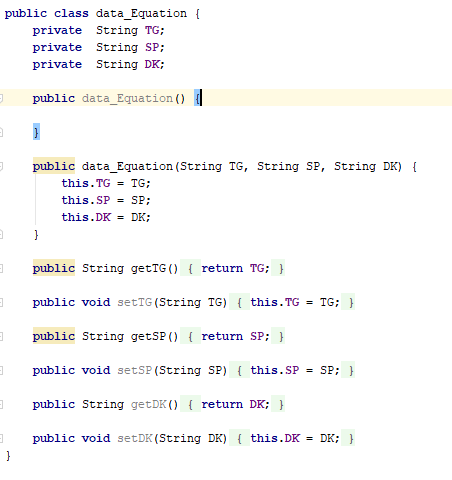 public class data_Equation {
private  String TG;
private  String SP;
private  String DK;
public data_Equation() {
}
public data_Equation(String TG, String SP, String DK) {
this.TG = TG;
this.SP = SP;
this.DK = DK;
}
public String getTG() { return TG; }
public void setTG(String TG) { this.TG = TG; }
public String getSP() { return SP; }
public void setSP(String SP) { this.SP = SP; }
public String getDK() { return DK; }
public void setDK(String DK) { this.DK = DK; }
}